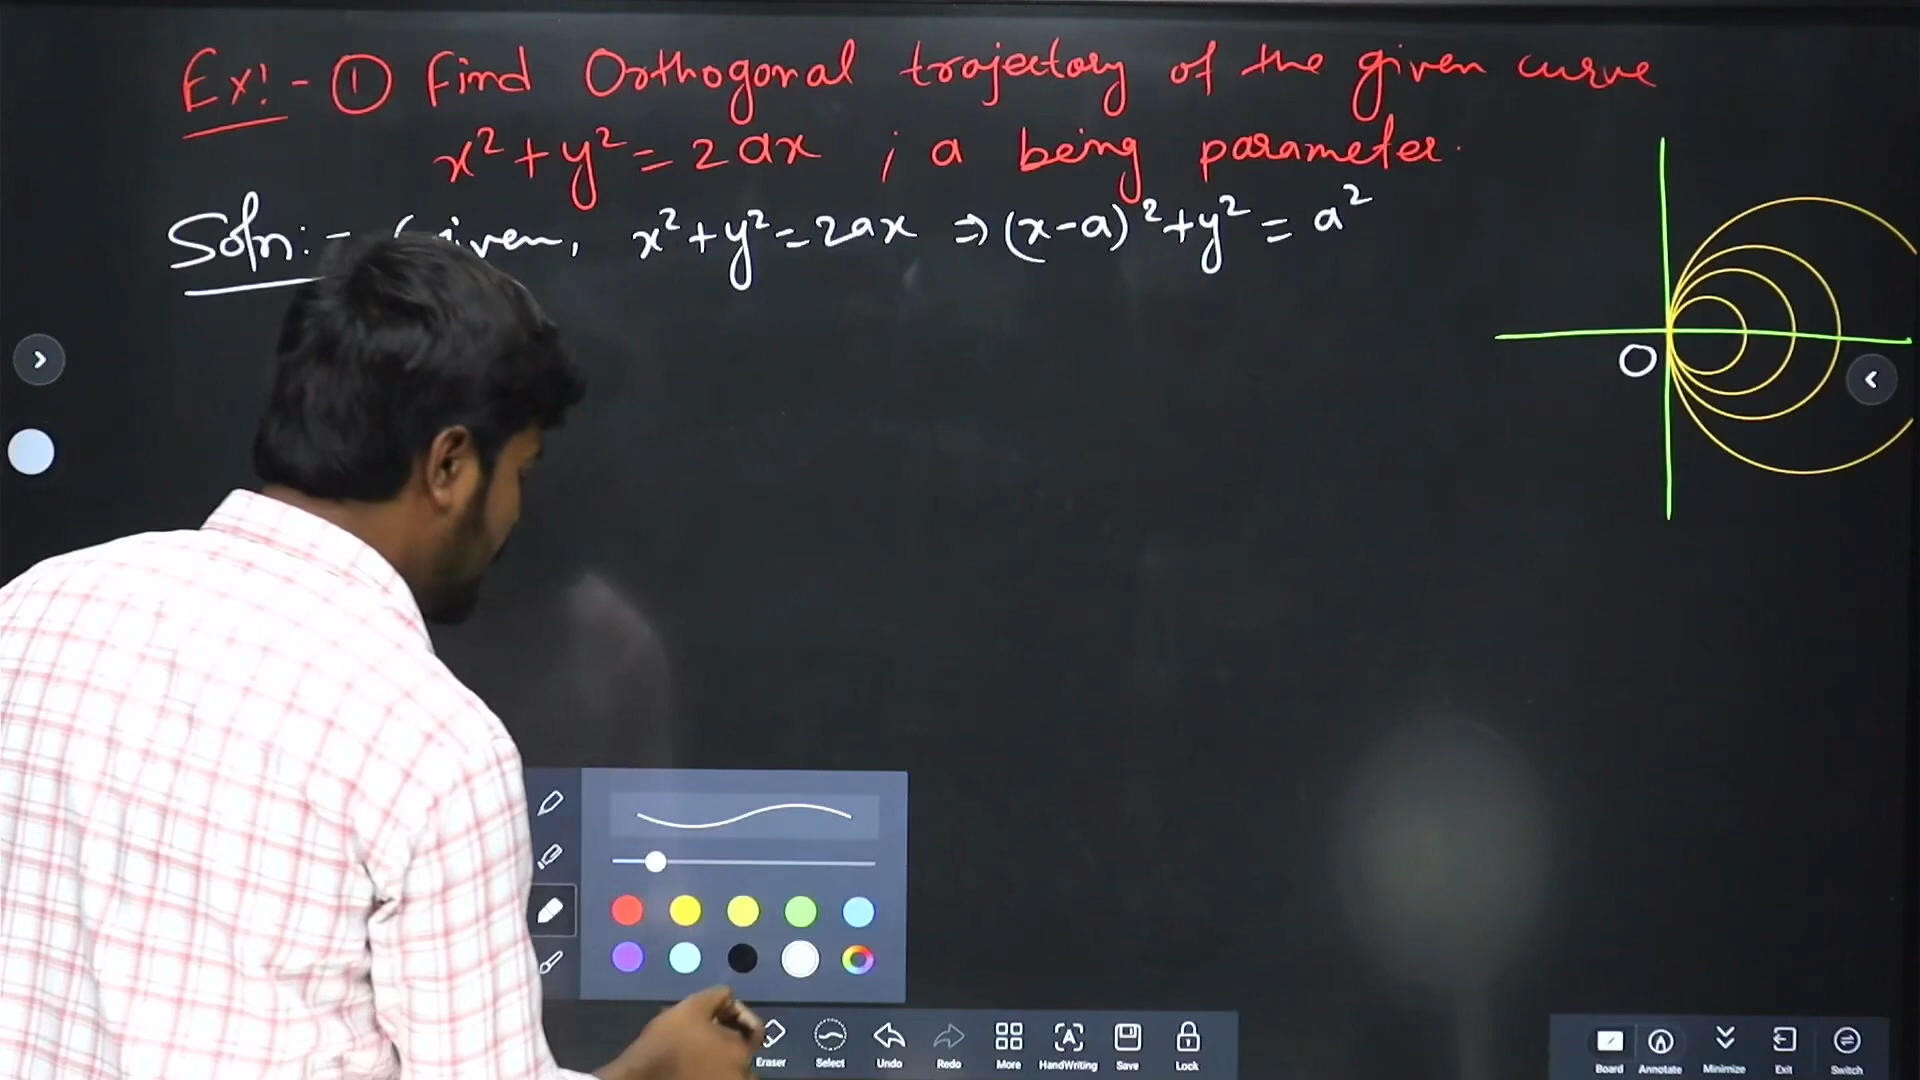 Ex:- ① Find Orthogonal trajectory of the given curve
x²+y²=2ax ; a being parameter.
Soln:- Given, x²+y²=2ax ⇒(x-a)²+y² = a²
O
Eraser Select Undo Redo More HandWriting Save Lock
Board Annotate Minimize Exit Switch